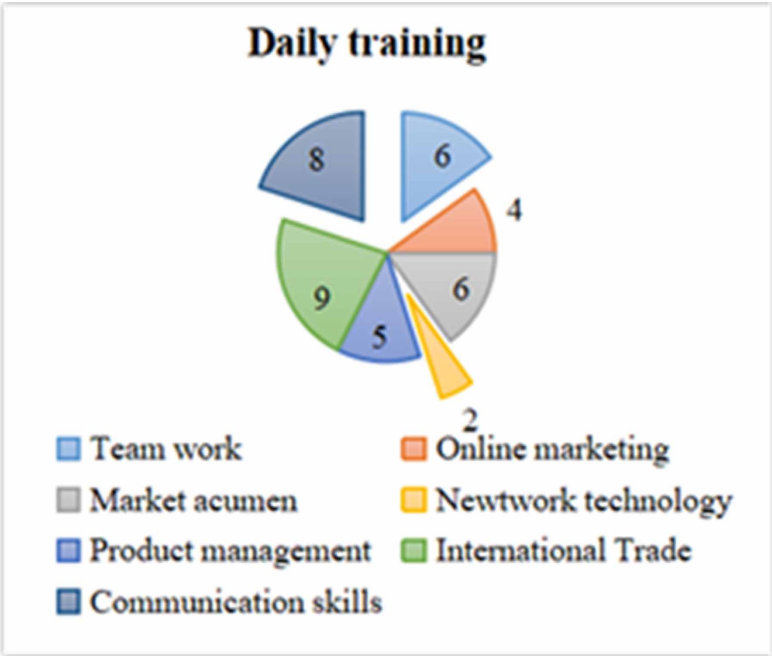 Daily training
8
6
4
6
9
5
2
Team work
Online marketing
Market acumen
Newtwork technology
Product management
International Trade
Communication skills